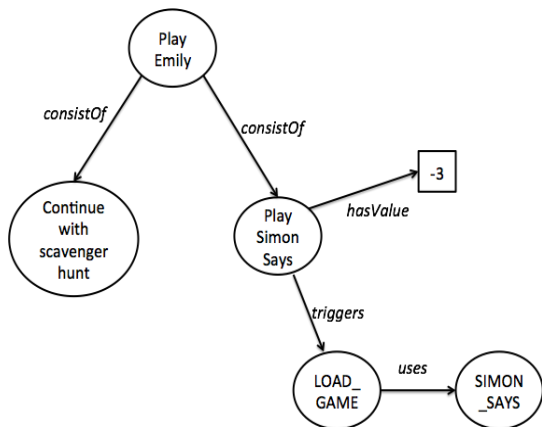 Play
Emily
consistOf
consistOf
Continue
with
scavenger
hunt
Play
Simon
Says
-3
hasValue
triggers
LOAD_
GAME
uses
SIMON
_SAYS